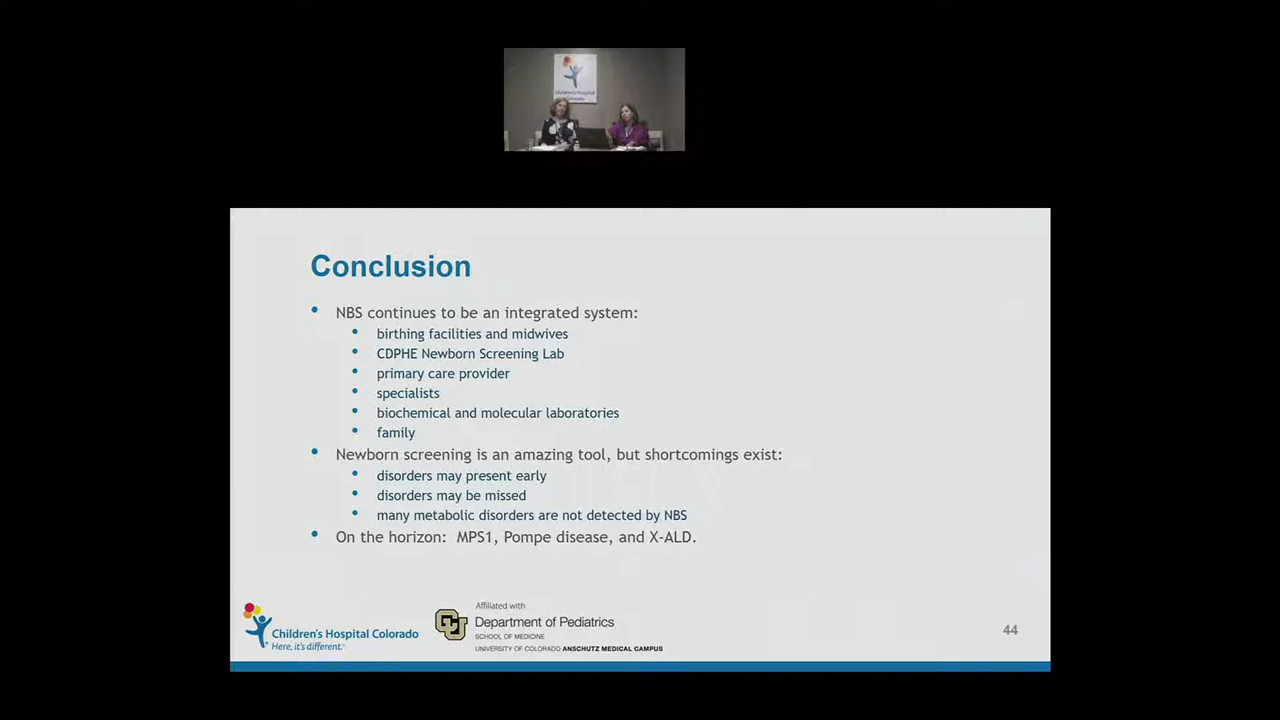 Children's Hospital
Colorado
Conclusion
• NBS continues to be an integrated system:
• birthing facilities and midwives
• CDPHE Newborn Screening Lab
• primary care provider
• specialists
• biochemical and molecular laboratories
• family
• Newborn screening is an amazing tool, but shortcomings exist:
• disorders may present early
• disorders may be missed
• many metabolic disorders are not detected by NBS
• On the horizon: MPS1, Pompe disease, and X-ALD.
Children's Hospital Colorado
Here, it's different.™
CU
Affiliated with
Department of Pediatrics
SCHOOL OF MEDICINE
UNIVERSITY OF COLORADO ANSCHUTZ MEDICAL CAMPUS
44